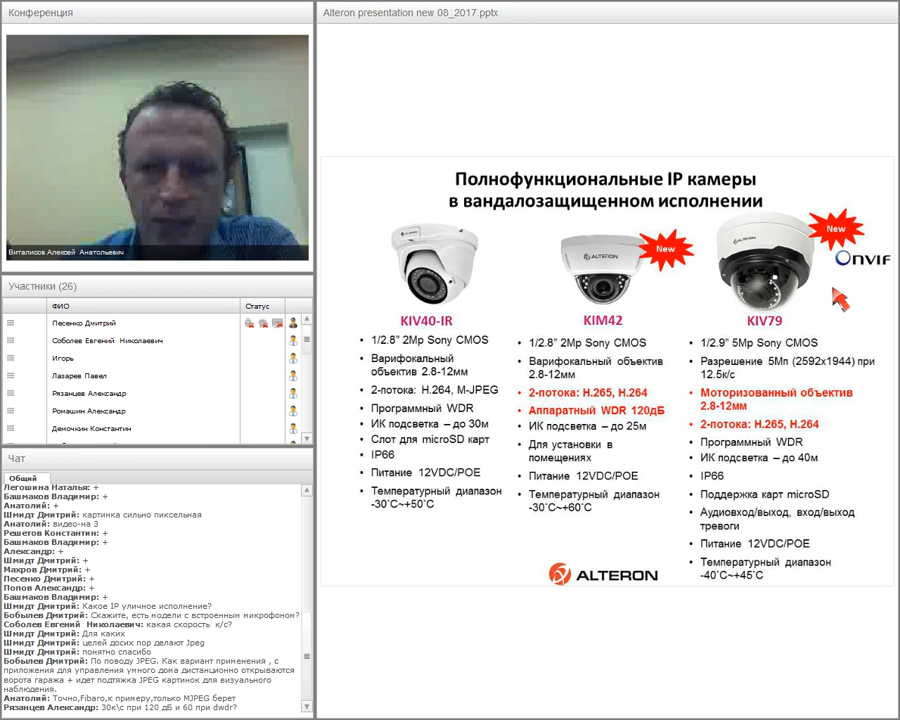 Конференция
Виталисов Алексей Анатольевич
Участники (26)
ФИО
Статус
Песенко Дмитрий
Соболев Евгений Николаевич
Игорь
Лазарев Павел
Рязанцев Александр
Ромашин Александр
Демочкин Константин
Чат
Общий
Легошина Наталья: +
Башмаков Владимир: +
Анатолий: +
Шмидт Дмитрий: картинка сильно пиксельная
Анатолий: видео-на 3
Решетов Константин: +
Башмаков Владимир: +
Александр: +
Шмидт Дмитрий: +
Махров Дмитрий: +
Песенко Дмитрий: +
Попов Александр: +
Башмаков Владимир: +
Шмидт Дмитрий: Какое IP уличное исполнение?
Бобылев Дмитрий: Скажите, есть модели с встроенным микрофоном?
Соболев Евгений Николаевич: какая скорость к/с?
Шмидт Дмитрий: Для каких
Шмидт Дмитрий: целей досих пор делают Jpeg
Шмидт Дмитрий: понятно спасибо
Бобылев Дмитрий: По поводу JPEG. Как вариант применения , с
приложения для управления умного дома дистанционно открываются
ворота гаража + идет подтяжка JPEG картинок для визуального
наблюдения.
Анатолий: Точно,Fibaro,к примеру,только MJPEG берет
Рязанцев Александр: 30к\с при 120 дБ и 60 при dwdr?
Alteron presentation new 08_2017.pptx
Полнофункциональные IP камеры
в вандалозащищенном исполнении
New
New
ALTERON
Onvif
KIV40-IR
• 1/2.8” 2Mp Sony CMOS
• Варифокальный
объектив 2.8-12мм
• 2-потока: H.264, M-JPEG
• Программный WDR
• ИК подсветка – до 30м
• Слот для microSD карт
• IP66
• Питание 12VDC/POE
• Температурный диапазон
-30˚C~+50˚C
KIM42
• 1/2.8” 2Mp Sony CMOS
• Варифокальный объектив
2.8-12мм
• 2-потока: H.265, H.264
• Аппаратный WDR 120дБ
• ИК подсветка – до 25м
• Для установки в
помещениях
• Питание 12VDC/POE
• Температурный диапазон
-30˚C~+60˚C
KIV79
• 1/2.9” 5Mp Sony CMOS
• Разрешение 5Мп (2592x1944) при
12.5к/с
• Моторизованный объектив
2.8-12мм
• 2-потока: H.265, H.264
• Программный WDR
• ИК подсветка – до 40м
• IP66
• Поддержка карт microSD
• Аудиовход/выход, вход/выход
тревоги
• Питание 12VDC/POE
• Температурный диапазон
-40˚C~+45˚C
ALTERON